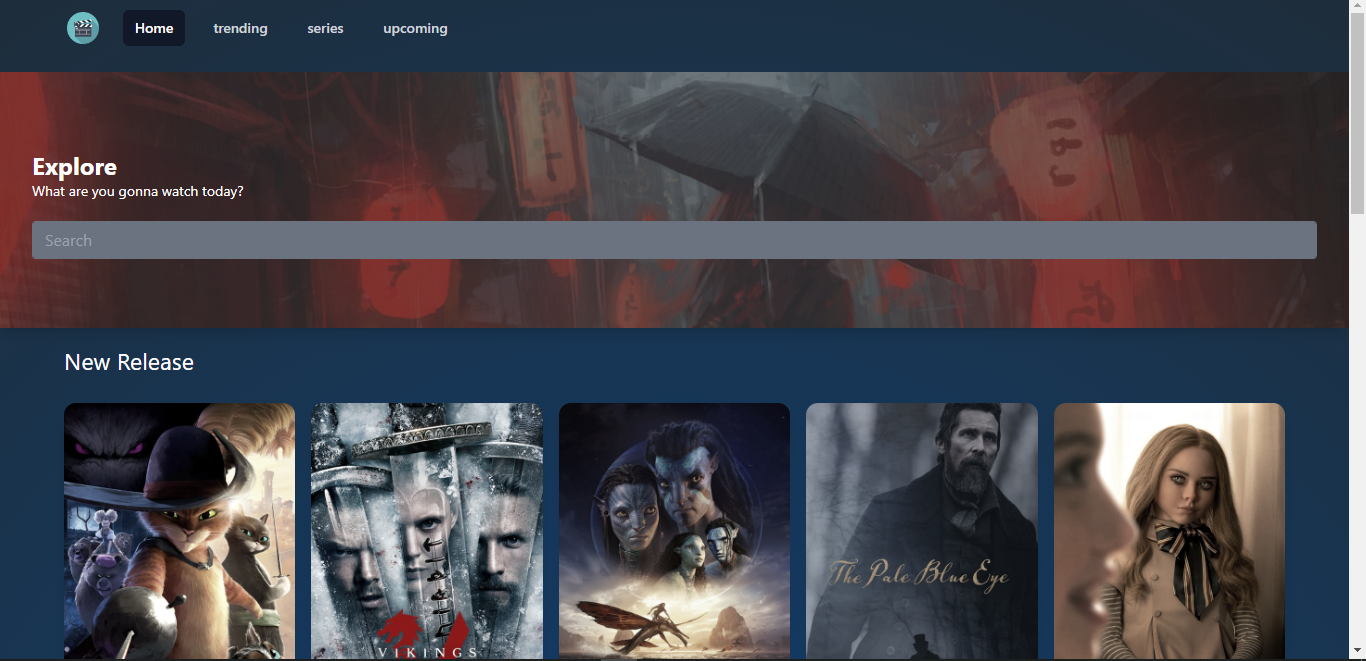 Home
trending
series
upcoming
Explore
What are you gonna watch today?
Search
New Release
The Pale Blue Eye
VIKINGS